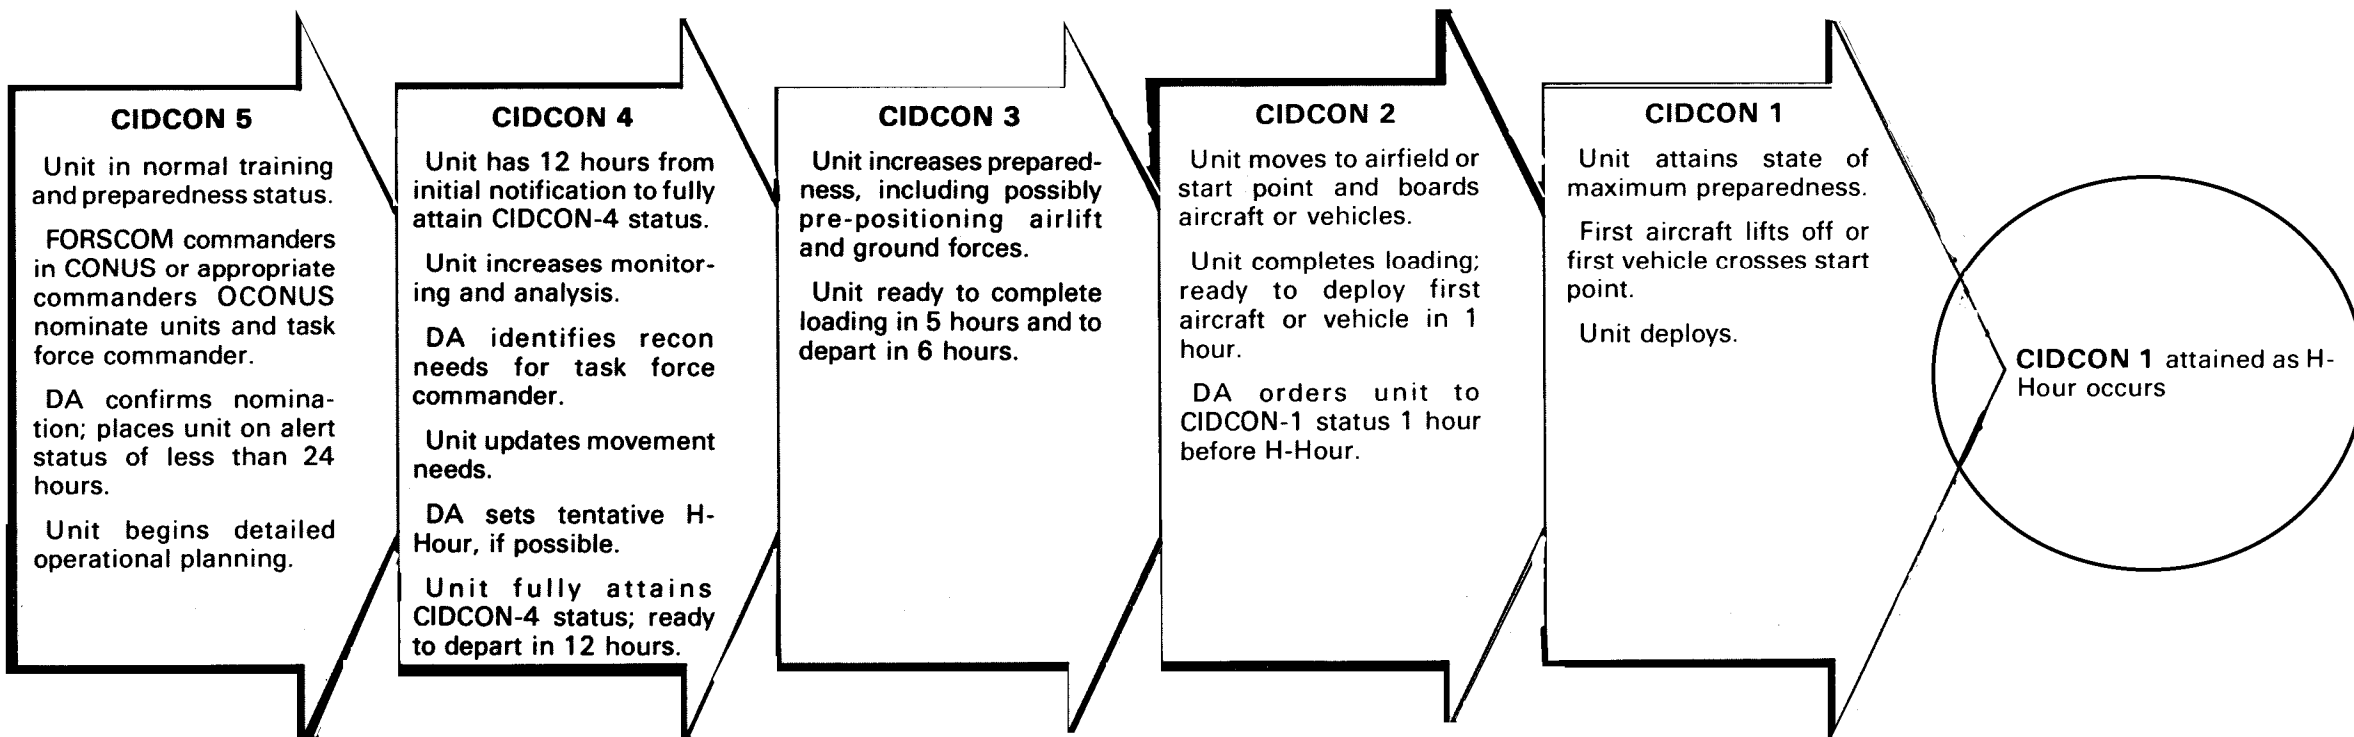 CIDCON 5
Unit in normal training
and preparedness status.
FORSCOM commanders
in CONUS or appropriate
commanders OCONUS
nominate units and task
force commander.
DA confirms nomina-
tion; places unit on alert
status of less than 24
hours.
Unit begins detailed
operational planning.
CIDCON 4
Unit has 12 hours from
initial notification to fully
attain CIDCON-4 status.
Unit increases monitor-
ing and analysis.
DA identifies recon
needs for task force
commander.
Unit updates movement
needs.
DA sets tentative H-
Hour, if possible.
Unit fully attains
CIDCON-4 status; ready
to depart in 12 hours.
CIDCON 3
Unit increases prepared-
ness, including possibly
pre-positioning airlift
and ground forces.
Unit ready to complete
loading in 5 hours and to
depart in 6 hours.
CIDCON 2
Unit moves to airfield or
start point and boards
aircraft or vehicles.
Unit completes loading;
ready to deploy first
aircraft or vehicle in 1
hour.
DA orders unit to
CIDCON-1 status 1 hour
before H-Hour.
CIDCON 1
Unit attains state of
maximum preparedness.
First aircraft lifts off or
first vehicle crosses start
point.
Unit deploys.
CIDCON 1 attained as H-
Hour occurs